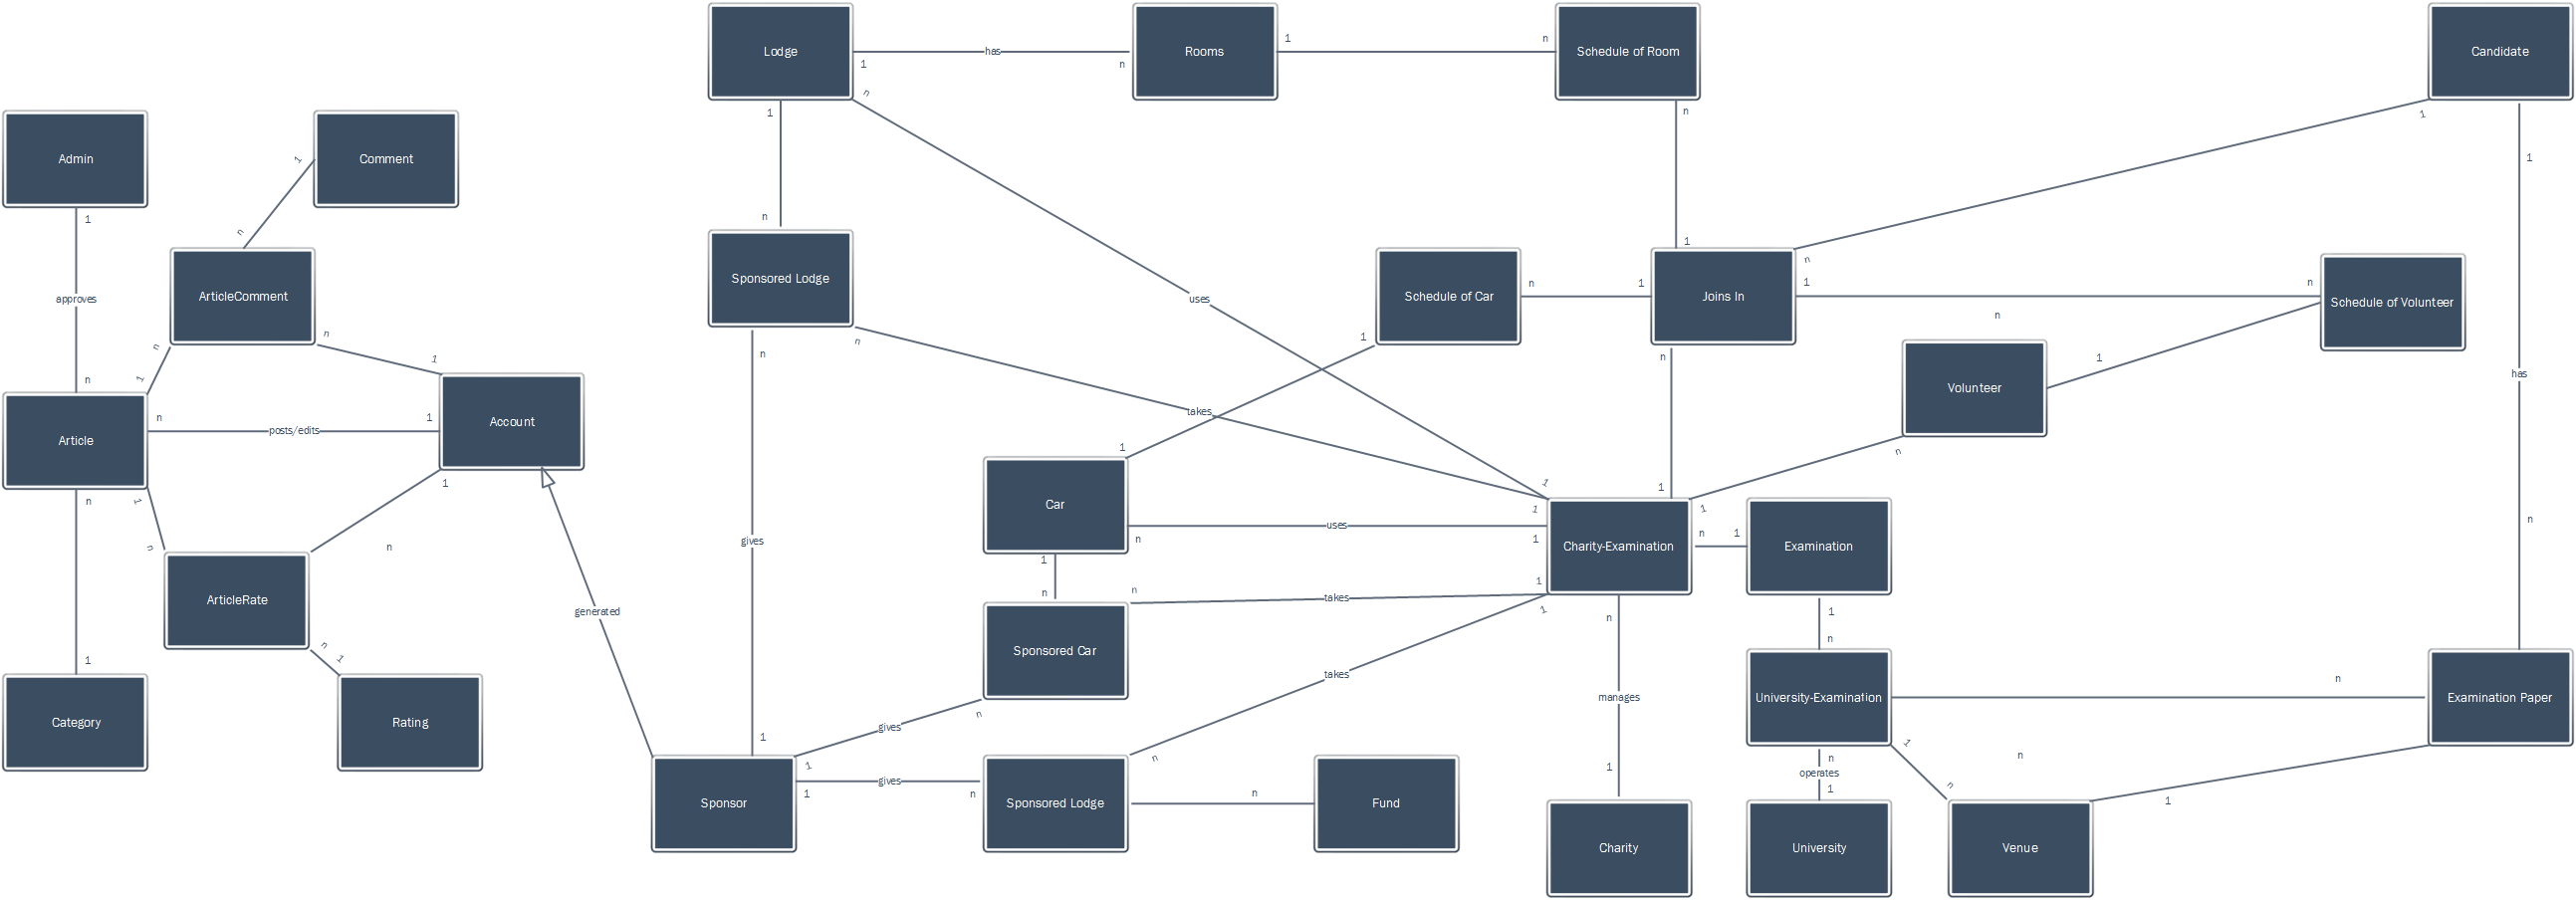 Lodge
has
1
n
Rooms
1
n
Schedule of Room
Candidate
1
n
n
1
1
Admin
1
Comment
1
n
1
n
approves
ArticleComment
n
1
n
1
n
Article
n
posts/edits
1
Account
n
1
1
n
1
n
ArticleRate
n
1
Category
1
Rating
generated
Sponsored Lodge
n
n
uses
takes
gives
1
Schedule of Car
n
1
1
1
Joins In
1
n
n
1
n
n
Schedule of Volunteer
1
Volunteer
n
has
n
Car
n
uses
1
1
1
1
1
Charity-Examination
n
1
Examination
1
n
1
n
n
takes
1
1
Sponsored Car
takes
gives
n
1
Sponsor
1
gives
n
Sponsored Lodge
n
n
Fund
n
manages
1
Charity
University-Examination
n
Examination Paper
n
operates
1
University
1
n
n
1
Venue